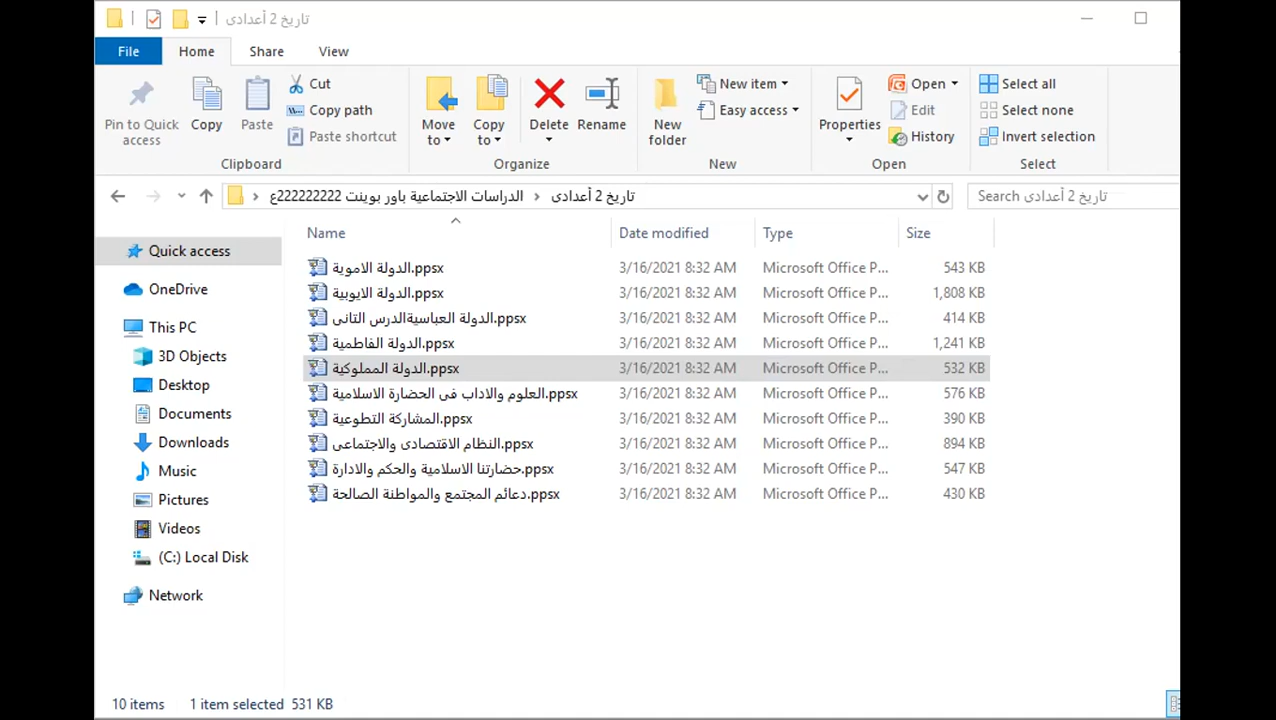 تاريخ 2 أعدادى
File Home Share View
Pin to Quick access
Copy
Paste
Cut
Copy path
Paste shortcut
Clipboard
Move to
Copy to
Delete
Rename
Organize
New folder
New item
Easy access
New
Properties
Open
Edit
History
Open
Select all
Select none
Invert selection
Select
الدراسات الاجتماعية باور بوينت 222222222ع › تاريخ 2 أعدادى
Search تاريخ 2 أعدادى
Name Date modified Type Size
الدولة الاموية.ppsx 3/16/2021 8:32 AM Microsoft Office P... 543 KB
الدولة الايوبية.ppsx 3/16/2021 8:32 AM Microsoft Office P... 1,808 KB
الدولة العباسيةالدرس الثانى.ppsx 3/16/2021 8:32 AM Microsoft Office P... 414 KB
الدولة الفاطمية.ppsx 3/16/2021 8:32 AM Microsoft Office P... 1,241 KB
الدولة المملوكية.ppsx 3/16/2021 8:32 AM Microsoft Office P... 532 KB
العلوم والاداب فى الحضارة الاسلامية.ppsx 3/16/2021 8:32 AM Microsoft Office P... 576 KB
المشاركة التطوعية.ppsx 3/16/2021 8:32 AM Microsoft Office P... 390 KB
النظام الاقتصادى والاجتماعى.ppsx 3/16/2021 8:32 AM Microsoft Office P... 894 KB
حضارتنا الاسلامية والحكم والادارة.ppsx 3/16/2021 8:32 AM Microsoft Office P... 547 KB
دعائم المجتمع والمواطنة الصالحة.ppsx 3/16/2021 8:32 AM Microsoft Office P... 430 KB
Quick access
OneDrive
This PC
3D Objects
Desktop
Documents
Downloads
Music
Pictures
Videos
(C:) Local Disk
Network
10 items 1 item selected 531 KB